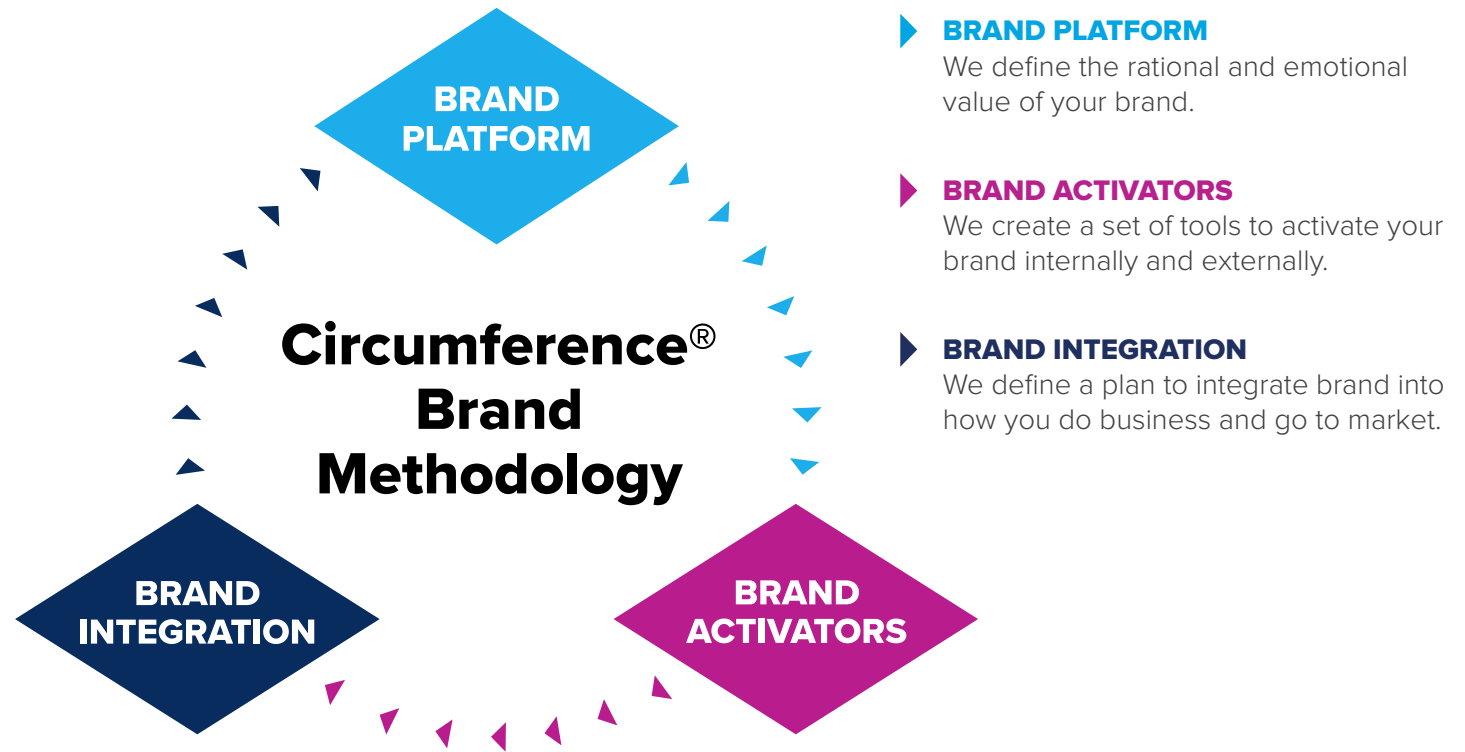 BRAND
PLATFORM
Circumference®
Brand
Methodology
BRAND
INTEGRATION
BRAND
ACTIVATORS
BRAND PLATFORM
We define the rational and emotional
value of your brand.
BRAND ACTIVATORS
We create a set of tools to activate your
brand internally and externally.
BRAND INTEGRATION
We define a plan to integrate brand into
how you do business and go to market.